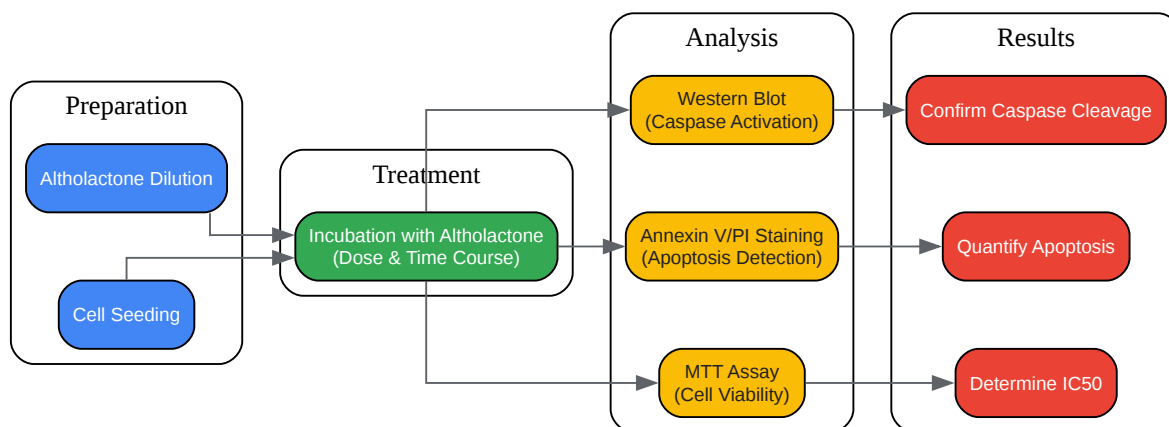 Preparation
Altholactone Dilution
Cell Seeding
Treatment
Incubation with Altholactone
(Dose & Time Course)
Analysis
Western Blot
(Caspase Activation)
Annexin V/PI Staining
(Apoptosis Detection)
MTT Assay
(Cell Viability)
Results
Confirm Caspase Cleavage
Quantify Apoptosis
Determine IC50